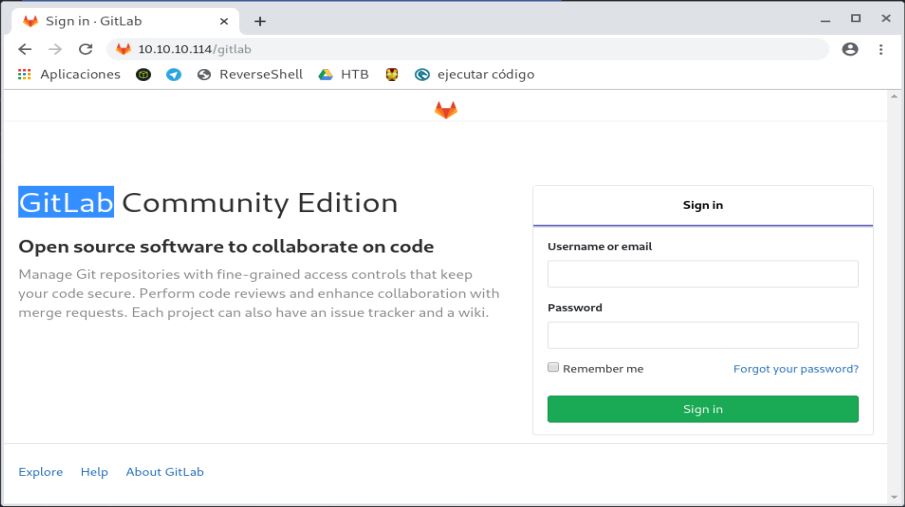 Sign in · GitLab
10.10.10.114/gitlab
Aplicaciones ReverseShell HTB ejecutar código
GitLab Community Edition
Open source software to collaborate on code
Manage Git repositories with fine-grained access controls that keep
your code secure. Perform code reviews and enhance collaboration with
merge requests. Each project can also have an issue tracker and a wiki.
Sign in
Username or email
Password
Remember me Forgot your password?
Sign in
Explore Help About GitLab